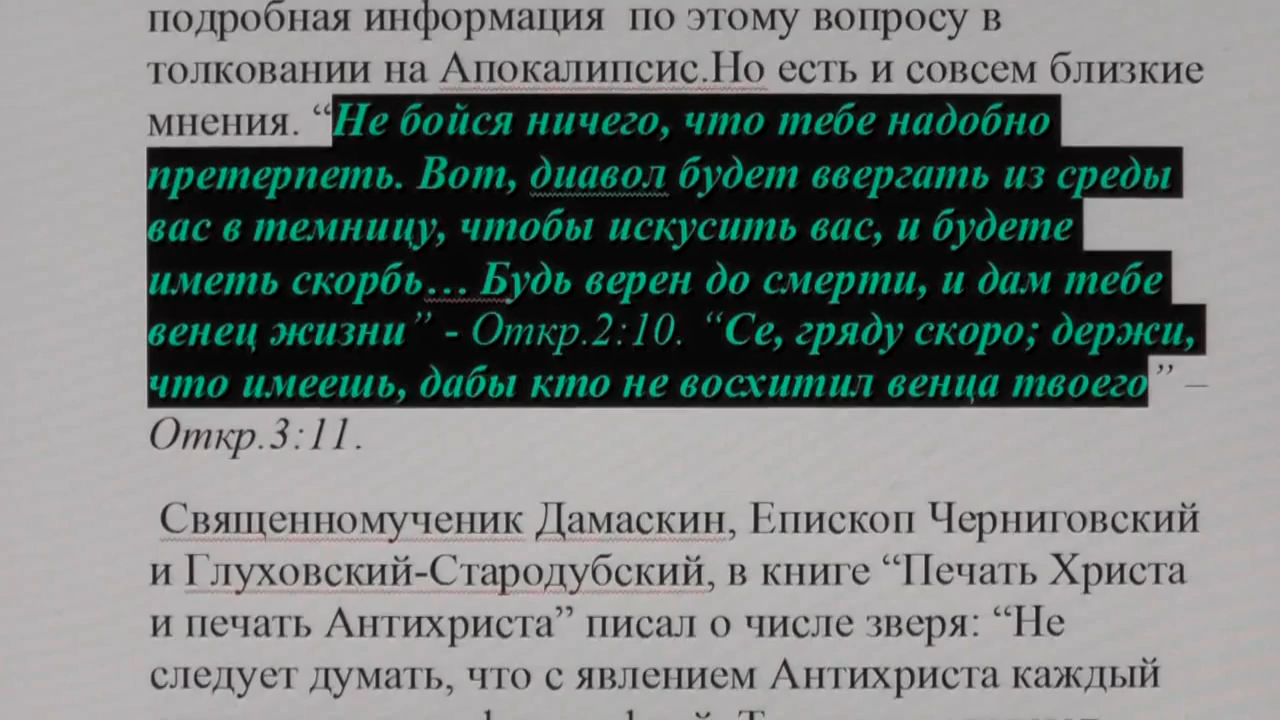 подробная информация по этому вопросу в
толковании на Апокалипсис.Но есть и совсем близкие
мнения. “Не бойся ничего, что тебе надобно
претерпеть. Вот, диавол будет ввергать из среды
вас в темницу, чтобы искусить вас, и будете
иметь скорбь… Будь верен до смерти, и дам тебе
венец жизни” - Откр.2:10. “Се, гряду скоро; держи,
что имеешь, дабы кто не восхитил венца твоего” –
Откр.3:11.
Священномученик Дамаскин, Епископ Черниговский
и Глуховский-Стародубский, в книге “Печать Христа
и печать Антихриста” писал о числе зверя: “Не
следует думать, что с явлением Антихриста каждый